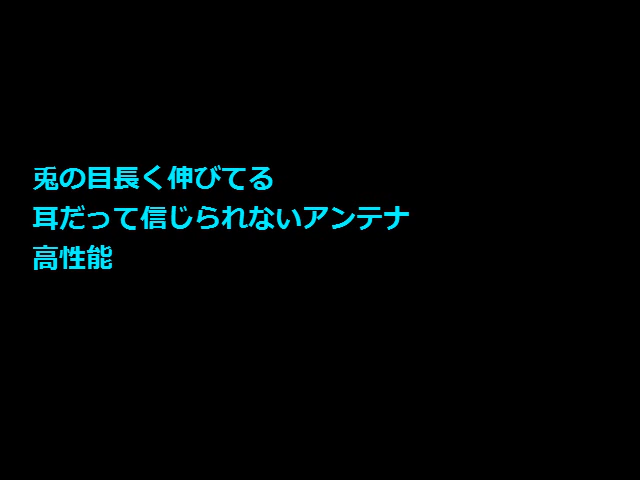 兎の目長く伸びてる
耳だって信じられないアンテナ
高性能